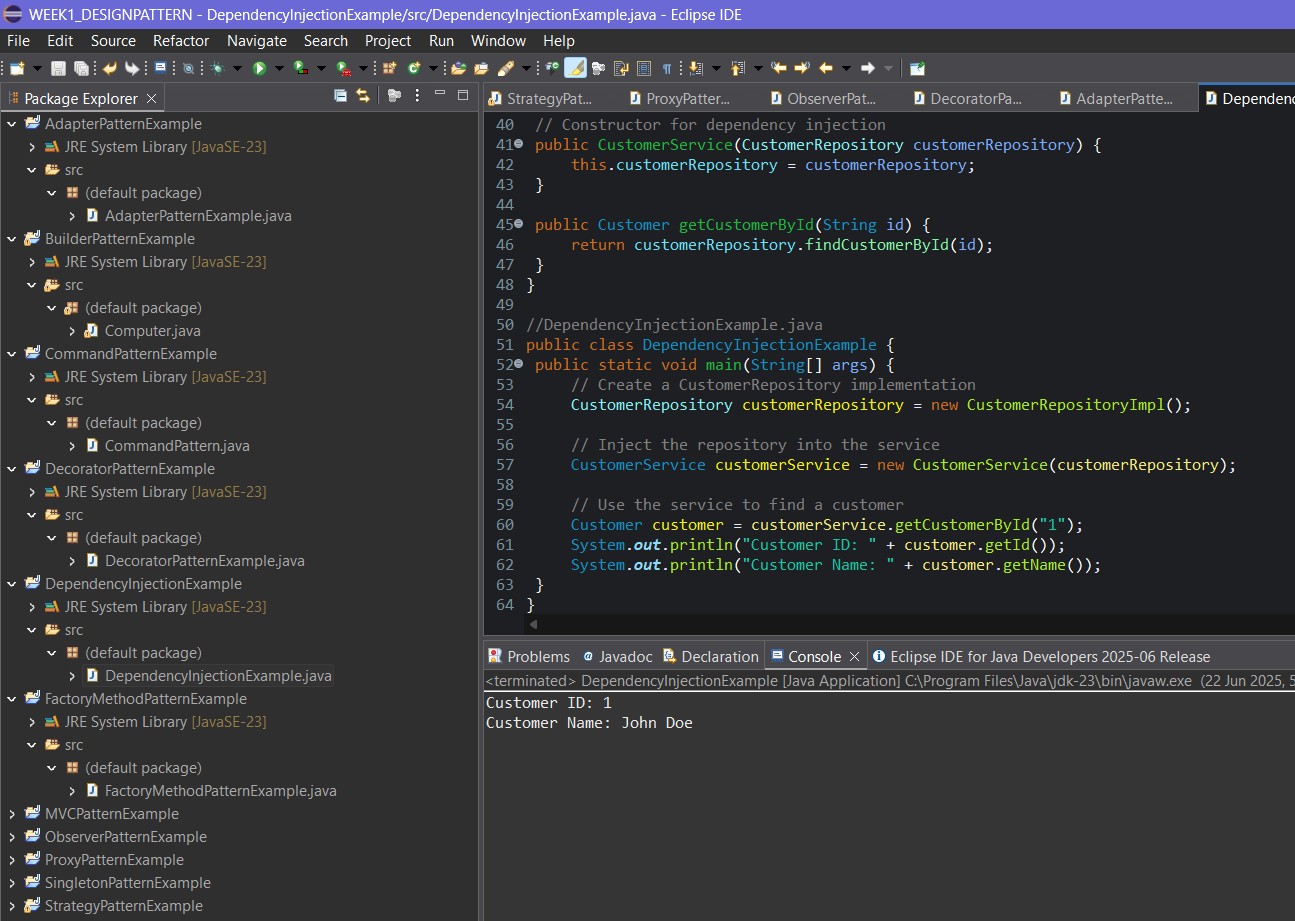 WEEK1_DESIGNPATTERN - DependencyInjectionExample/src/DependencyInjectionExample.java - Eclipse IDE
File Edit Source Refactor Navigate Search Project Run Window Help
Package Explorer
AdapterPatternExample
JRE System Library [JavaSE-23]
src
(default package)
AdapterPatternExample.java
BuilderPatternExample
JRE System Library [JavaSE-23]
src
(default package)
Computer.java
CommandPatternExample
JRE System Library [JavaSE-23]
src
(default package)
CommandPattern.java
DecoratorPatternExample
JRE System Library [JavaSE-23]
src
(default package)
DecoratorPatternExample.java
DependencyInjectionExample
JRE System Library [JavaSE-23]
src
(default package)
DependencyInjectionExample.java
FactoryMethodPatternExample
JRE System Library [JavaSE-23]
src
(default package)
FactoryMethodPatternExample.java
MVCPatternExample
ObserverPatternExample
ProxyPatternExample
SingletonPatternExample
StrategyPatternExample
StrategyPat... ProxyPatter... ObserverPat... DecoratorPa... AdapterPatte... Dependenc
40 // Constructor for dependency injection
41 public CustomerService(CustomerRepository customerRepository) {
42 this.customerRepository = customerRepository;
43 }
44
45 public Customer getCustomerById(String id) {
46 return customerRepository.findCustomerById(id);
47 }
48 }
49
50 //DependencyInjectionExample.java
51 public class DependencyInjectionExample {
52 public static void main(String[] args) {
53 // Create a CustomerRepository implementation
54 CustomerRepository customerRepository = new CustomerRepositoryImpl();
55
56 // Inject the repository into the service
57 CustomerService customerService = new CustomerService(customerRepository);
58
59 // Use the service to find a customer
60 Customer customer = customerService.getCustomerById("1");
61 System.out.println("Customer ID: " + customer.getId());
62 System.out.println("Customer Name: " + customer.getName());
63 }
64 }
Problems @ Javadoc Declaration Console Eclipse IDE for Java Developers 2025-06 Release
<terminated> DependencyInjectionExample [Java Application] C:\Program Files\Java\jdk-23\bin\javaw.exe (22 Jun 2025, 5
Customer ID: 1
Customer Name: John Doe